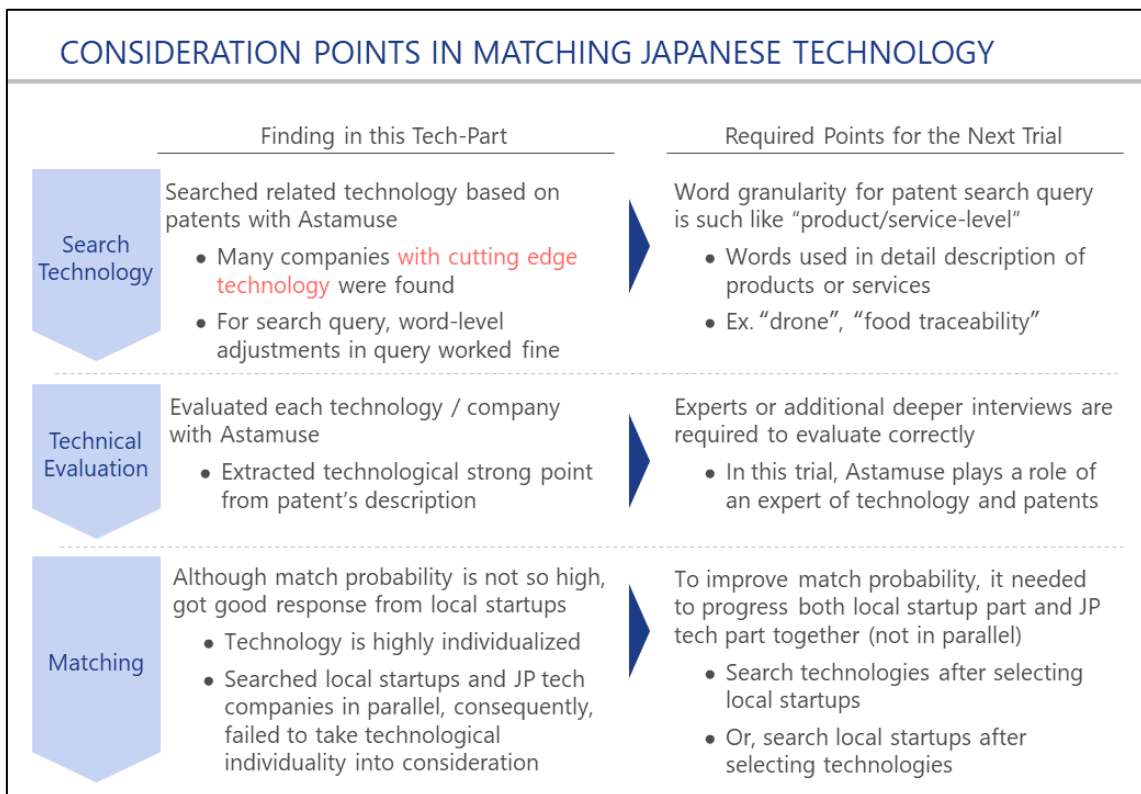 CONSIDERATION POINTS IN MATCHING JAPANESE TECHNOLOGY
Finding in this Tech-Part
Required Points for the Next Trial
Search
Technology
Searched related technology based on
patents with Astamuse
● Many companies with cutting edge
technology were found
● For search query, word-level
adjustments in query worked fine
Word granularity for patent search query
is such like “product/service-level”
● Words used in detail description of
products or services
● Ex. “drone”, “food traceability”
Technical
Evaluation
Evaluated each technology / company
with Astamuse
● Extracted technological strong point
from patent’s description
Experts or additional deeper interviews are
required to evaluate correctly
● In this trial, Astamuse plays a role of
an expert of technology and patents
Matching
Although match probability is not so high,
got good response from local startups
● Technology is highly individualized
● Searched local startups and JP tech
companies in parallel, consequently,
failed to take technological
individuality into consideration
To improve match probability, it needed
to progress both local startup part and JP
tech part together (not in parallel)
● Search technologies after selecting
local startups
● Or, search local startups after
selecting technologies